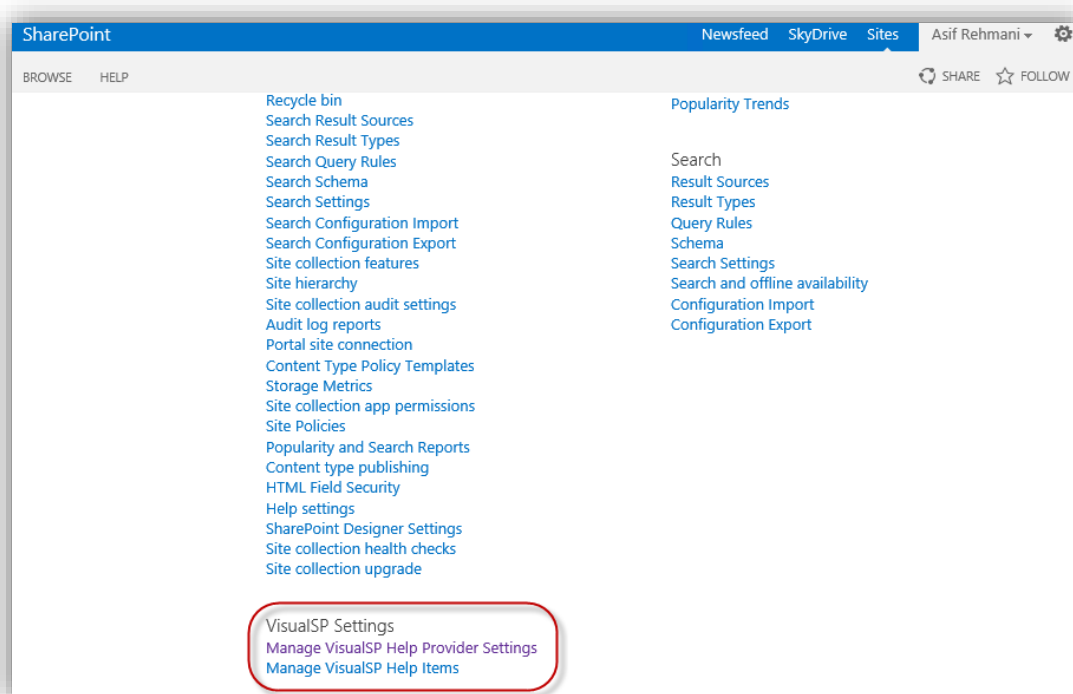 SharePoint Newsfeed SkyDrive Sites Asif Rehmani
BROWSE HELP SHARE FOLLOW
Recycle bin
Search Result Sources
Search Result Types
Search Query Rules
Search Schema
Search Settings
Search Configuration Import
Search Configuration Export
Site collection features
Site hierarchy
Site collection audit settings
Audit log reports
Portal site connection
Content Type Policy Templates
Storage Metrics
Site collection app permissions
Site Policies
Popularity and Search Reports
Content type publishing
HTML Field Security
Help settings
SharePoint Designer Settings
Site collection health checks
Site collection upgrade
VisualSP Settings
Manage VisualSP Help Provider Settings
Manage VisualSP Help Items
Popularity Trends
Search
Result Sources
Result Types
Query Rules
Schema
Search Settings
Search and offline availability
Configuration Import
Configuration Export